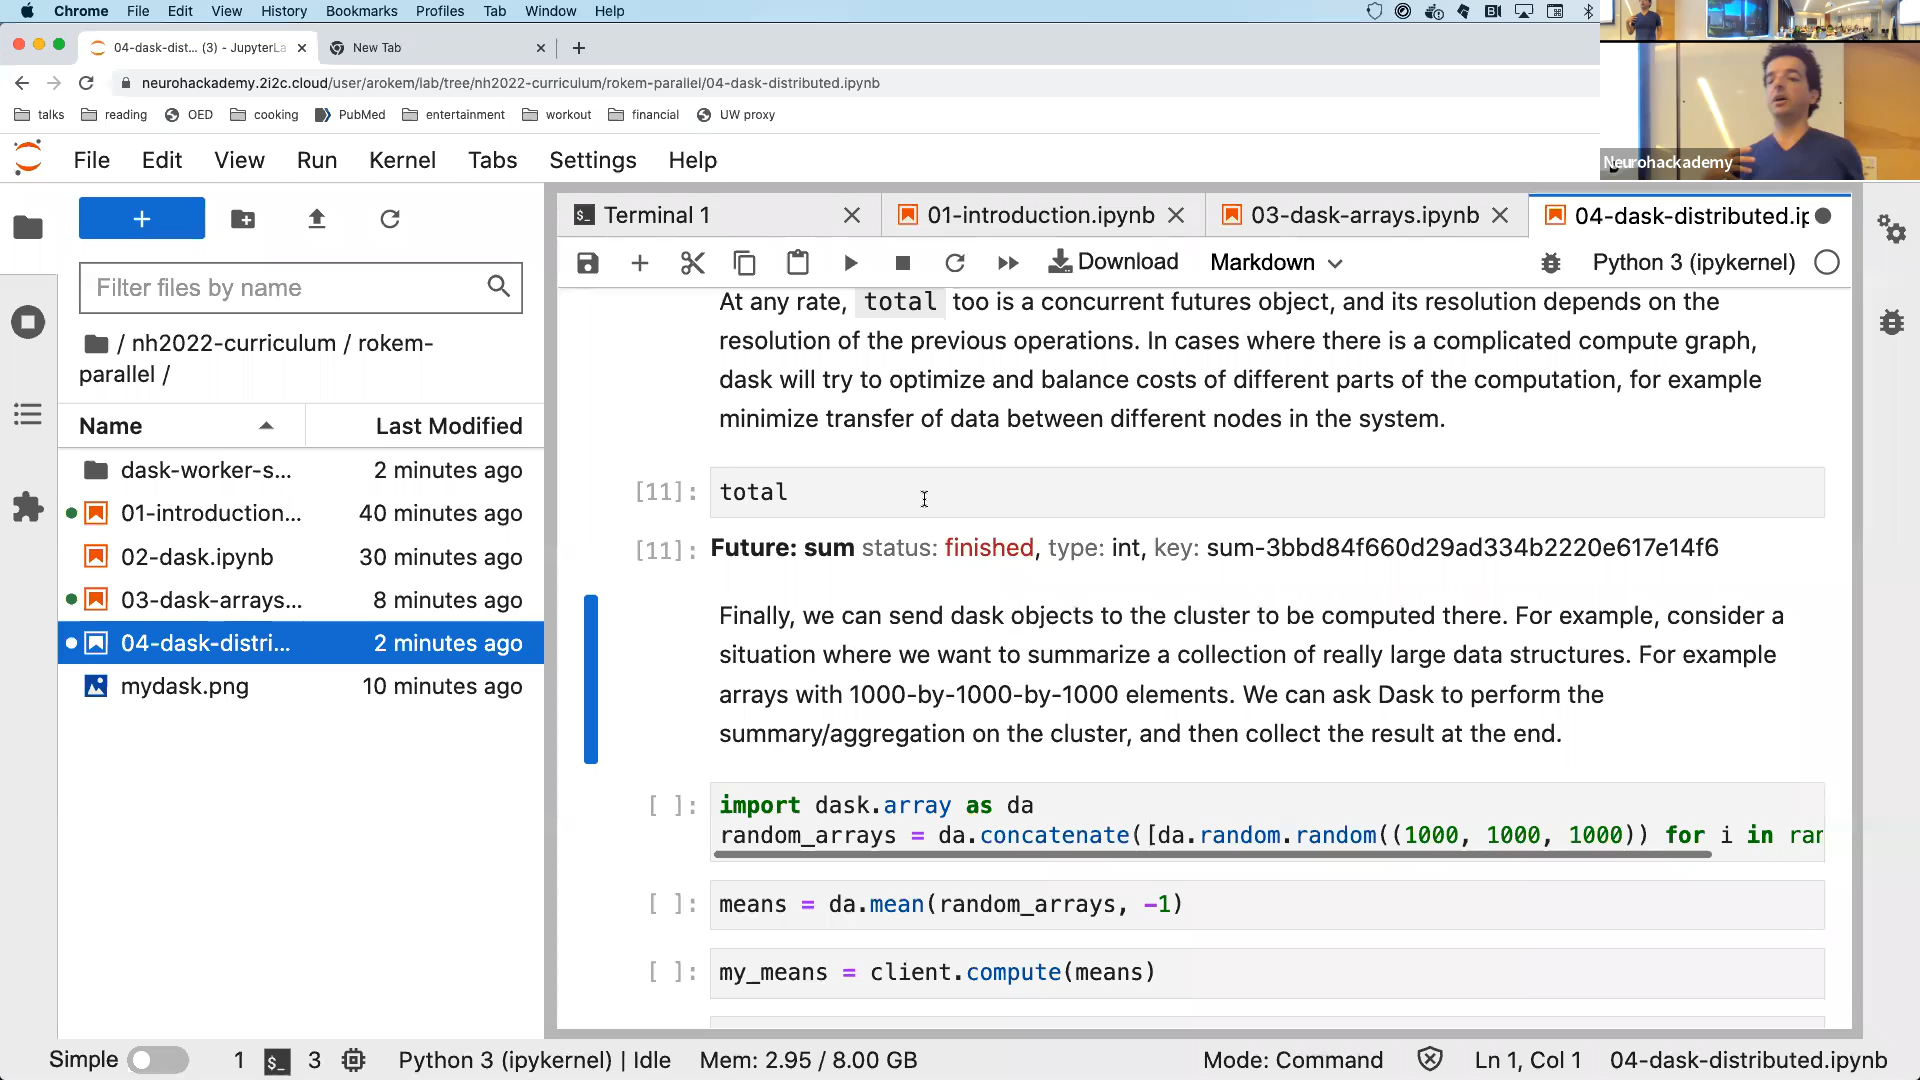 Chrome File Edit View History Bookmarks Profiles Tab Window Help
04-dask-dist... (3) - JupyterLa
New Tab
neurohackademy.2i2c.cloud/user/arokem/lab/tree/nh2022-curriculum/rokem-parallel/04-dask-distributed.ipynb
talks reading OED cooking PubMed entertainment workout financial UW proxy
Neurohackademy
File Edit View Run Kernel Tabs Settings Help
Terminal 1
01-introduction.ipynb
03-dask-arrays.ipynb
04-dask-distributed.ip
Download Markdown Python 3 (ipykernel)
Filter files by name
/ nh2022-curriculum / rokem-
parallel /
Name Last Modified
dask-worker-s... 2 minutes ago
01-introduction... 40 minutes ago
02-dask.ipynb 30 minutes ago
03-dask-arrays... 8 minutes ago
04-dask-distri... 2 minutes ago
mydask.png 10 minutes ago
At any rate, total too is a concurrent futures object, and its resolution depends on the
resolution of the previous operations. In cases where there is a complicated compute graph,
dask will try to optimize and balance costs of different parts of the computation, for example
minimize transfer of data between different nodes in the system.
[11]: total
[11]: Future: sum status: finished, type: int, key: sum-3bbd84f660d29ad334b2220e617e14f6
Finally, we can send dask objects to the cluster to be computed there. For example, consider a
situation where we want to summarize a collection of really large data structures. For example
arrays with 1000-by-1000-by-1000 elements. We can ask Dask to perform the
summary/aggregation on the cluster, and then collect the result at the end.
[ ]: import dask.array as da
random_arrays = da.concatenate([da.random.random((1000, 1000, 1000)) for i in ran
[ ]: means = da.mean(random_arrays, -1)
[ ]: my_means = client.compute(means)
Simple 1 3 Python 3 (ipykernel) | Idle Mem: 2.95 / 8.00 GB Mode: Command Ln 1, Col 1 04-dask-distributed.ipynb